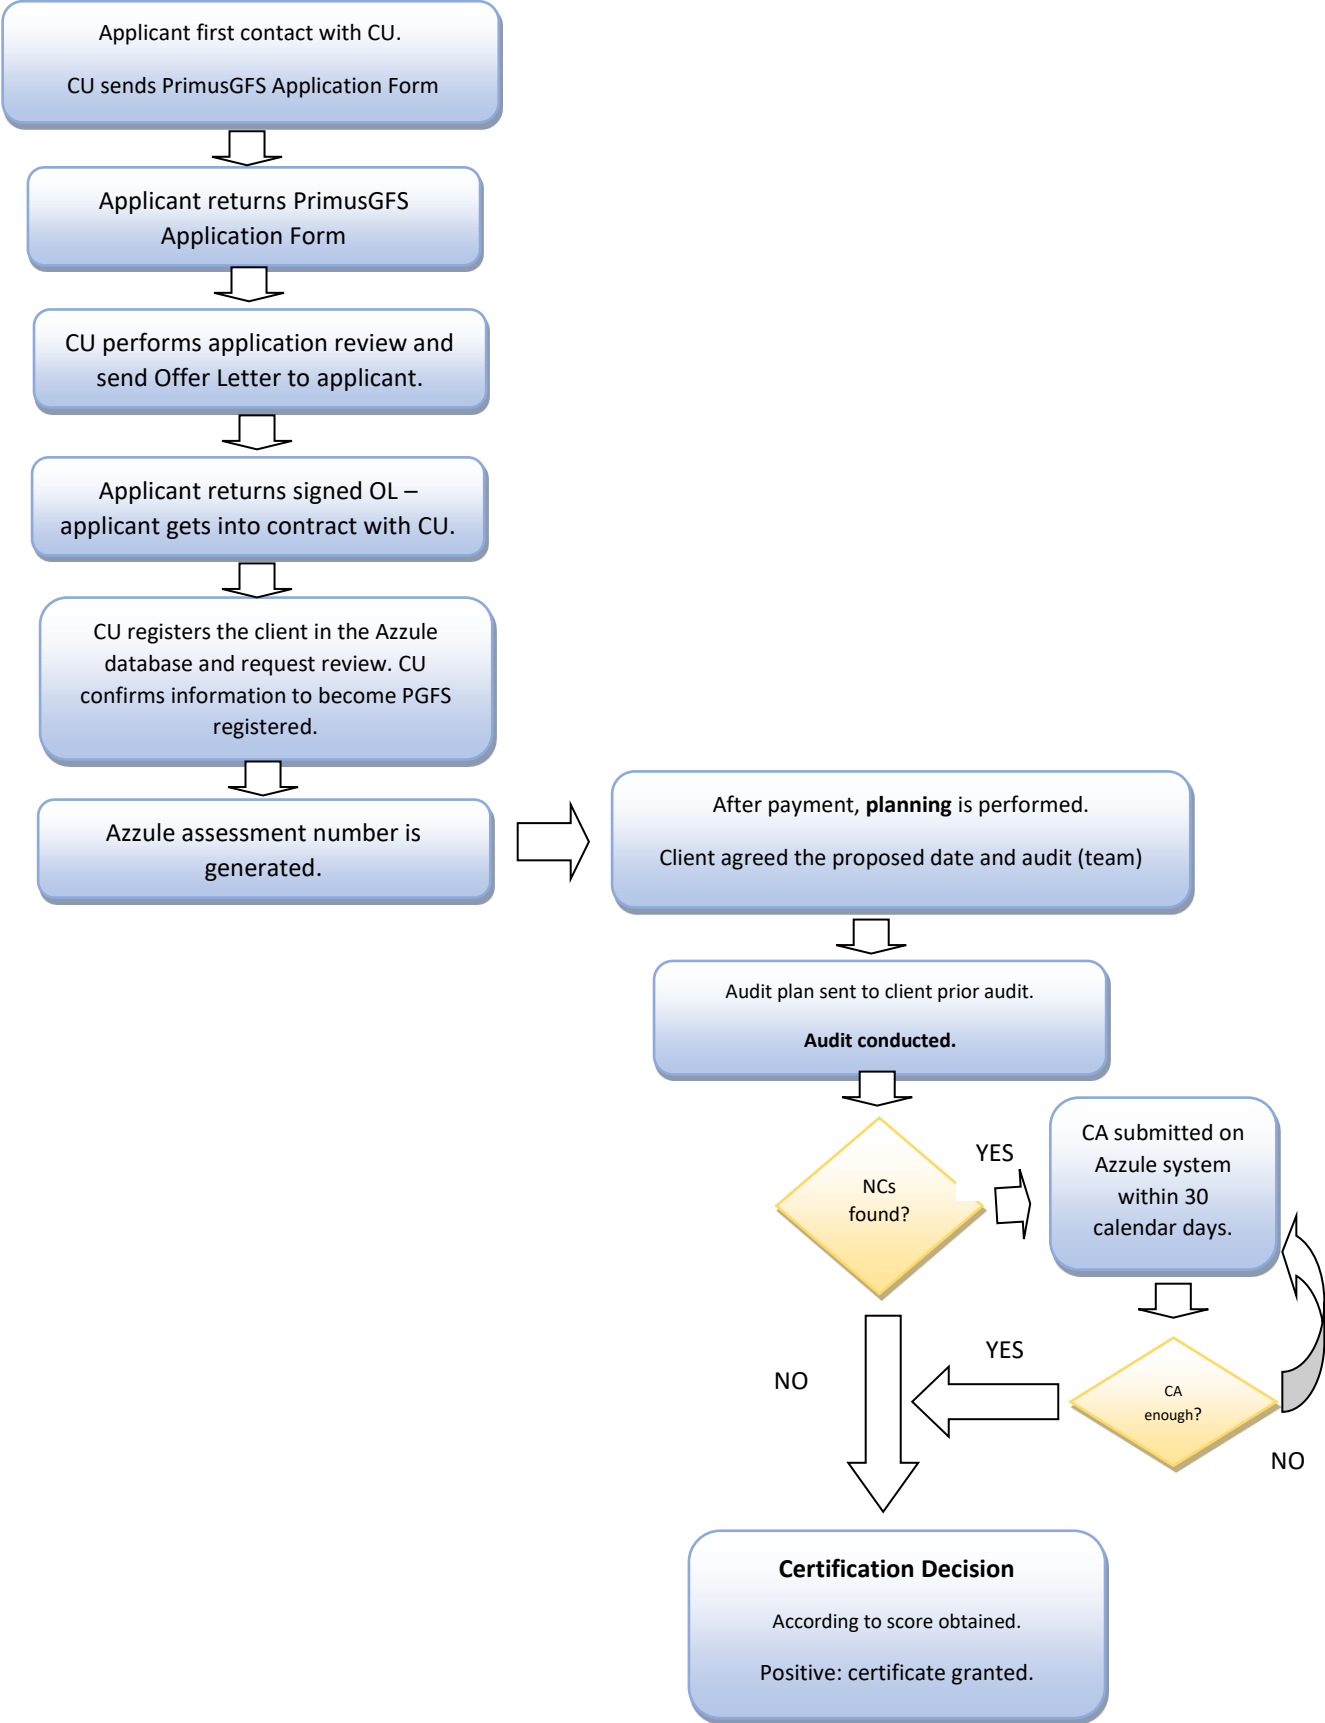 Applicant first contact with CU.
CU sends PrimusGFS Application Form
Applicant returns PrimusGFS
Application Form
CU performs application review and
send Offer Letter to applicant.
Applicant returns signed OL –
applicant gets into contract with CU.
CU registers the client in the Azzule
database and request review. CU
confirms information to become PGFS
registered.
Azzule assessment number is
generated.
After payment, planning is performed.
Client agreed the proposed date and audit (team)
Audit plan sent to client prior audit.
Audit conducted.
NCs
found?
YES
CA submitted on
Azzule system
within 30
calendar days.
NO
YES
CA
enough?
NO
Certification Decision
According to score obtained.
Positive: certificate granted.